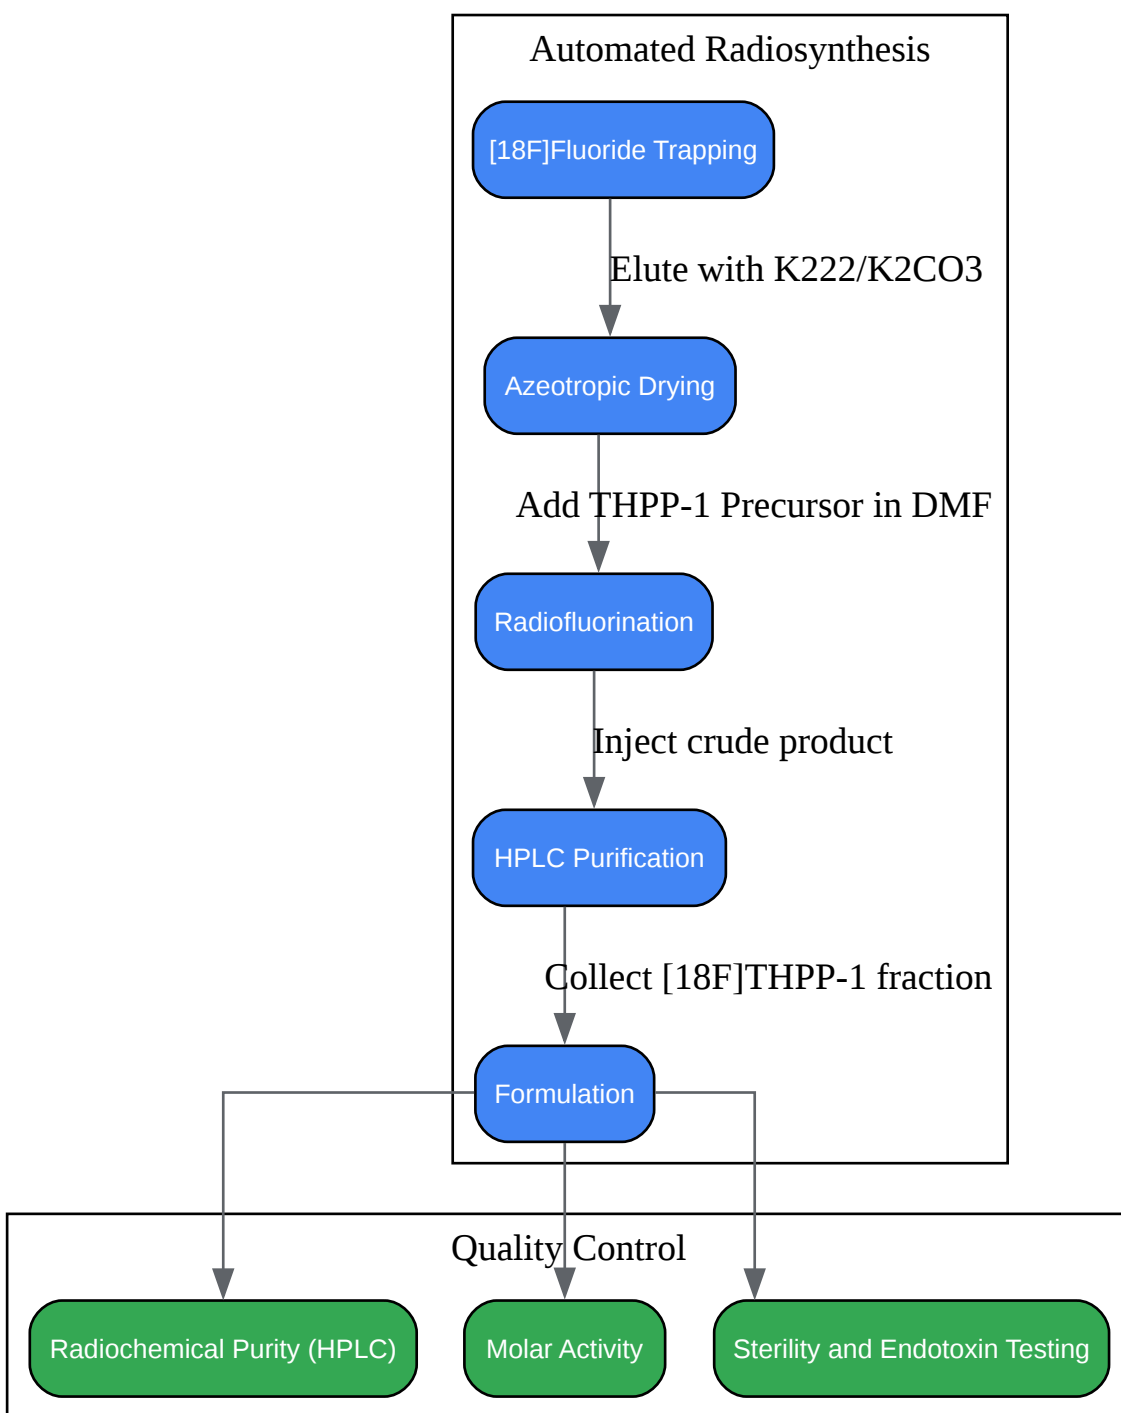 Automated Radiosynthesis
[18F]Fluoride Trapping
Elute with K222/K2CO3
Azeotropic Drying
Add THPP-1 Precursor in DMF
Radiofluorination
Inject crude product
HPLC Purification
Collect [18F]THPP-1 fraction
Formulation
Quality Control
Radiochemical Purity (HPLC)
Molar Activity
Sterility and Endotoxin Testing